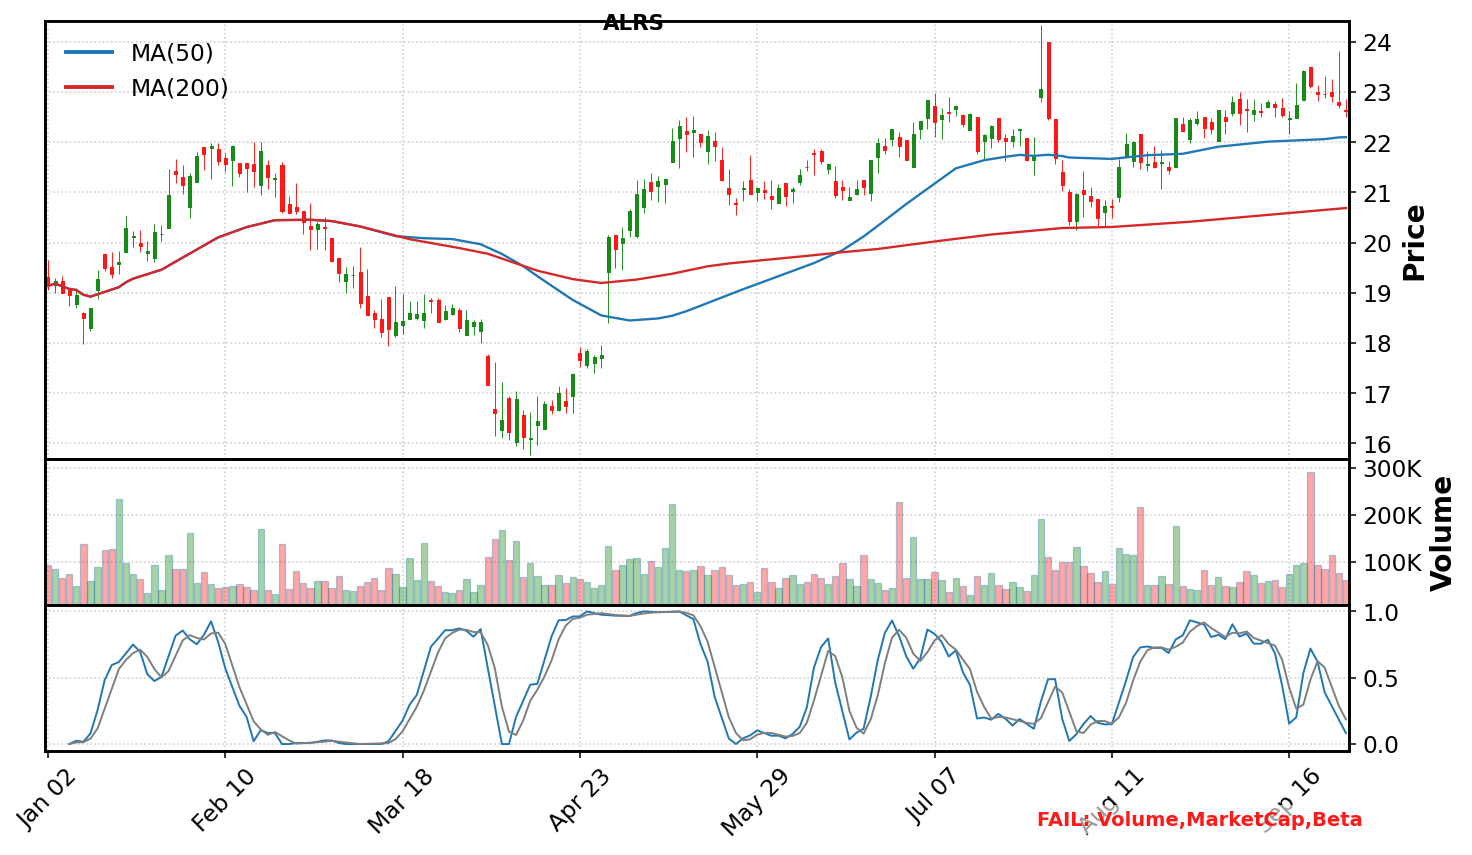 ALRS
MA(50)
MA(200)
24
23
22
21
20
19
18
17
16
Price
300K
200K
100K
Volume
1.0
0.5
0.0
Jan 02
Feb 10
Mar 18
Apr 23
May 29
Jul 07
Aug 11
Sep 16
FAIL: Volume,MarketCap,Beta